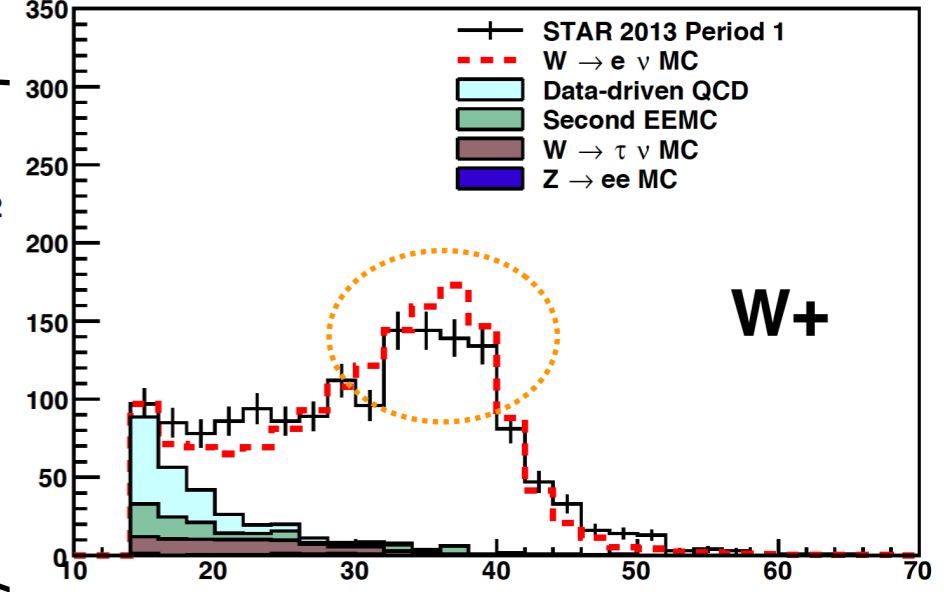 350
300
250
200
150
100
50
0
STAR 2013 Period 1
W → e ν MC
Data-driven QCD
Second EEMC
W → τ ν MC
Z → ee MC
W+
10 20 30 40 50 60 70